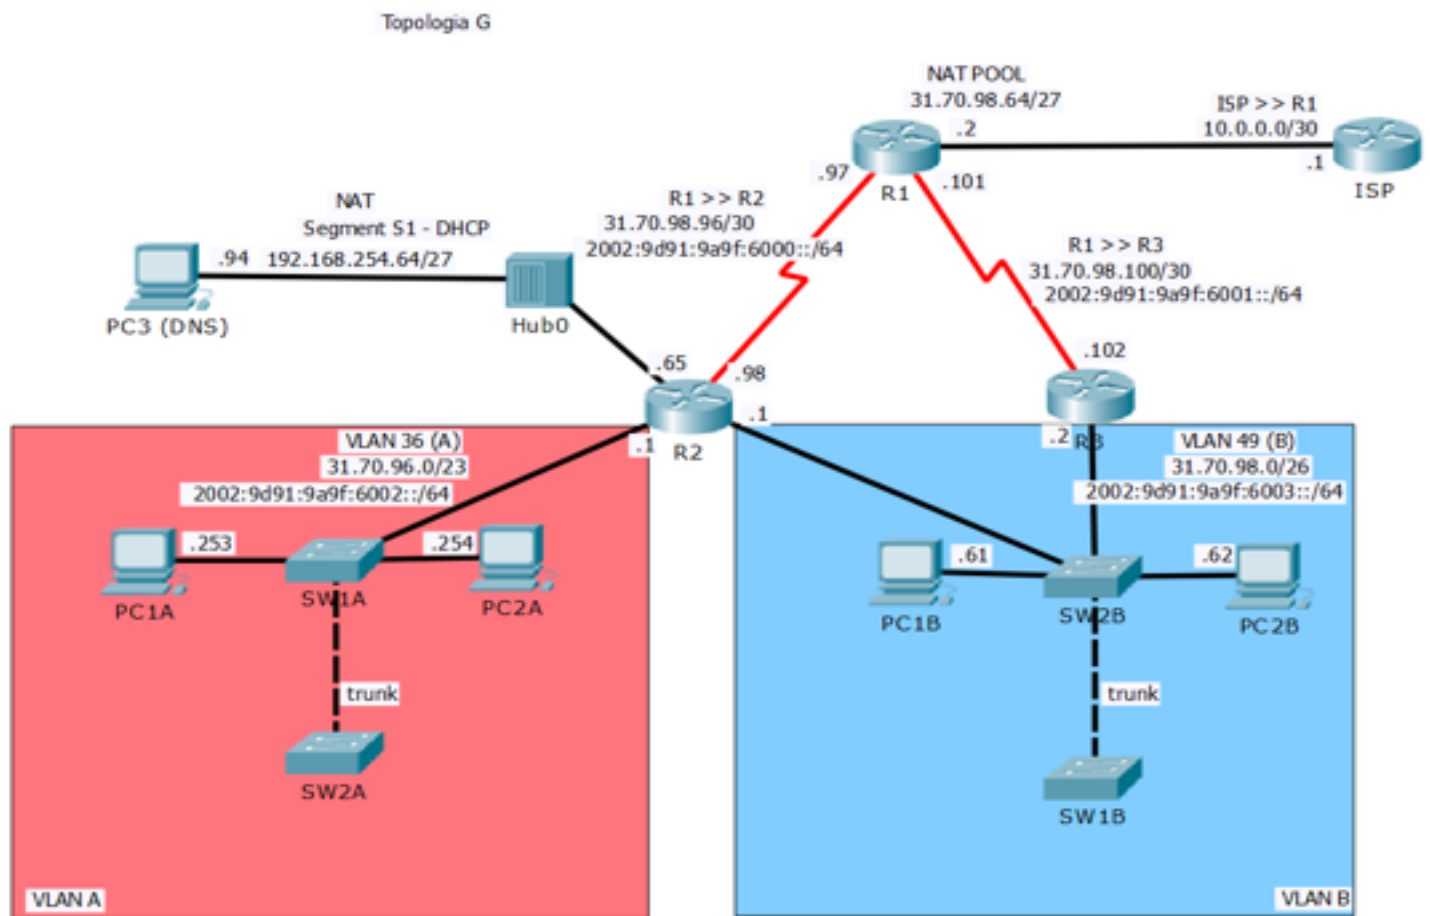 Topologia G
NAT POOL
31.70.98.64/27
ISP >> R1
10.0.0.0/30
.2
.1
ISP
.97
R1
.101
NAT
Segment S1 - DHCP
.94
192.168.254.64/27
PC3 (DNS)
Hub0
R1 >> R2
31.70.98.96/30
2002:9d91:9a9f:6000::/64
R1 >> R3
31.70.98.100/30
2002:9d91:9a9f:6001::/64
.65
.98
.102
.1
.1
R2
.2
R3
VLAN 36 (A)
31.70.96.0/23
2002:9d91:9a9f:6002::/64
VLAN 49 (B)
31.70.98.0/26
2002:9d91:9a9f:6003::/64
.253
.254
PC1A
SW1A
PC2A
.61
.62
PC1B
SW2B
PC2B
trunk
trunk
SW2A
SW1B
VLAN A
VLAN B